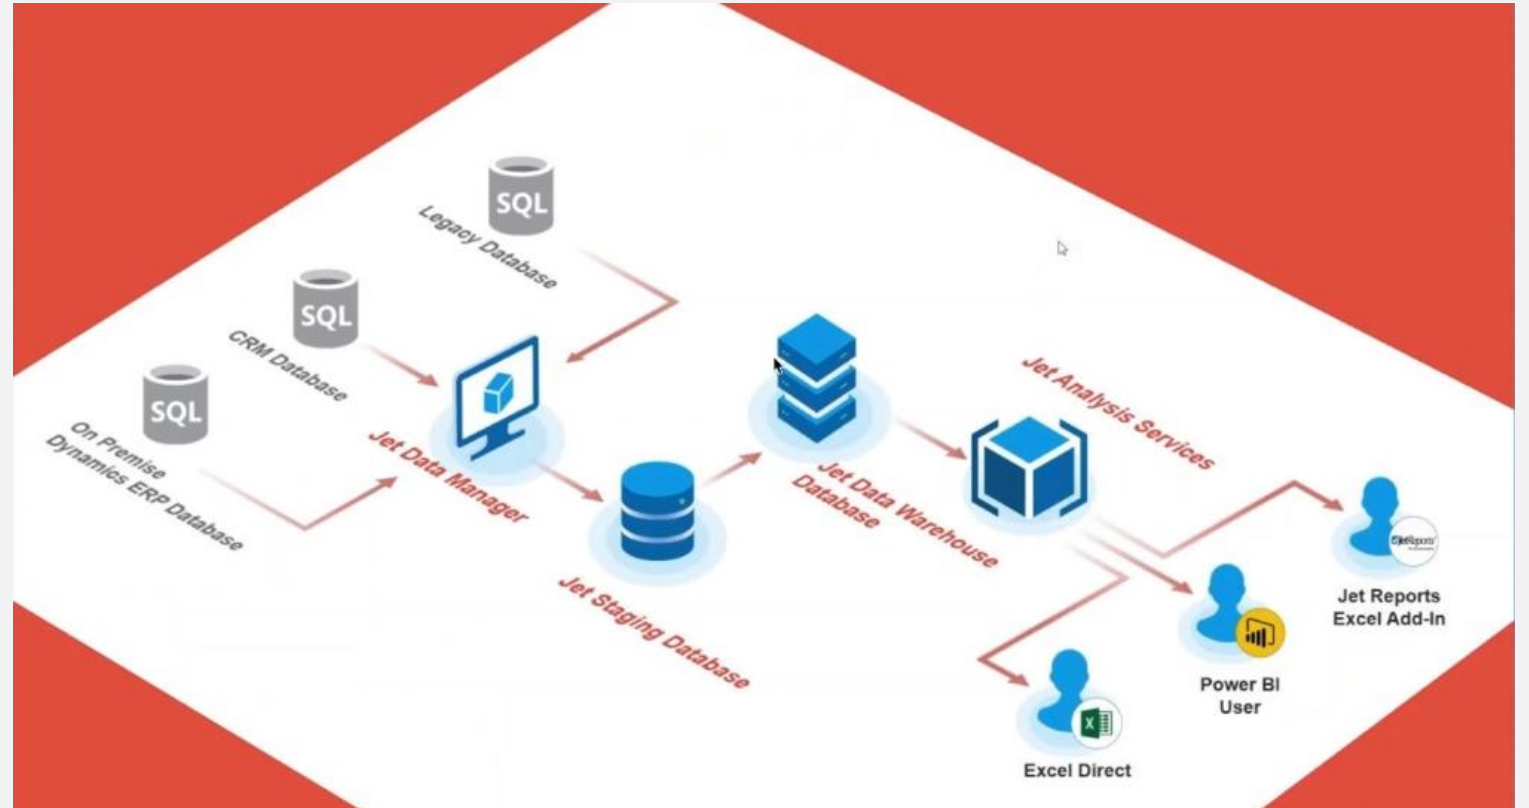 SQL
Legacy Database
SQL
CRM Database
SQL
On Premise
Dynamics ERP Database
Jet Data Manager
Jet Staging Database
Jet Data Warehouse
Database
Jet Analysis Services
JetReports
Jet Reports
Excel Add-In
Power BI
User
X
Excel Direct